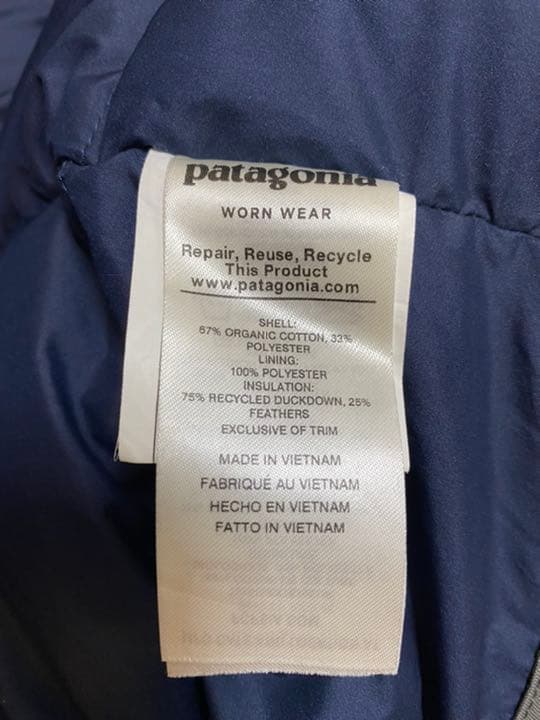 patagonia
WORN WEAR
Repair, Reuse, Recycle
This Product
www.patagonia.com
SHELL:
67% ORGANIC COTTON, 33%
POLYESTER
LINING:
100% POLYESTER
INSULATION:
75% RECYCLED DUCKDOWN, 25%
FEATHERS
EXCLUSIVE OF TRIM
MADE IN VIETNAM
FABRIQUÉ AU VIETNAM
HECHO EN VIETNAM
FATTO IN VIETNAM